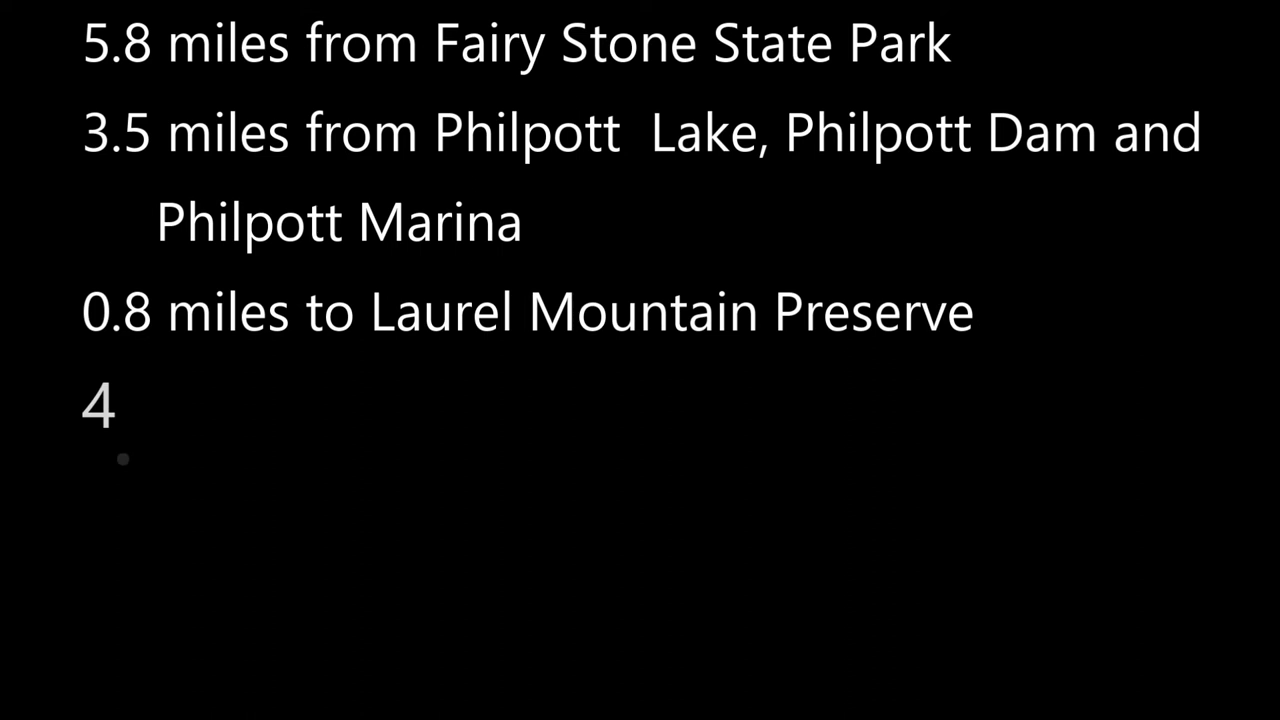 5.8 miles from Fairy Stone State Park
3.5 miles from Philpott  Lake, Philpott Dam and
Philpott Marina
0.8 miles to Laurel Mountain Preserve
4.